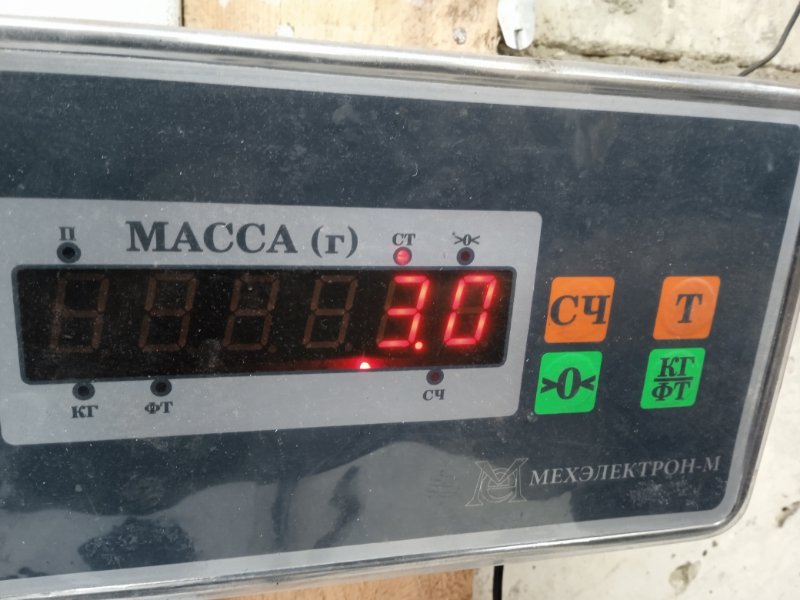 П МАССА (г) СТ >0<
3.0
КГ ФТ СЧ
СЧ Т
>0< КГ/ФТ
МЕХЭЛЕКТРОН-М